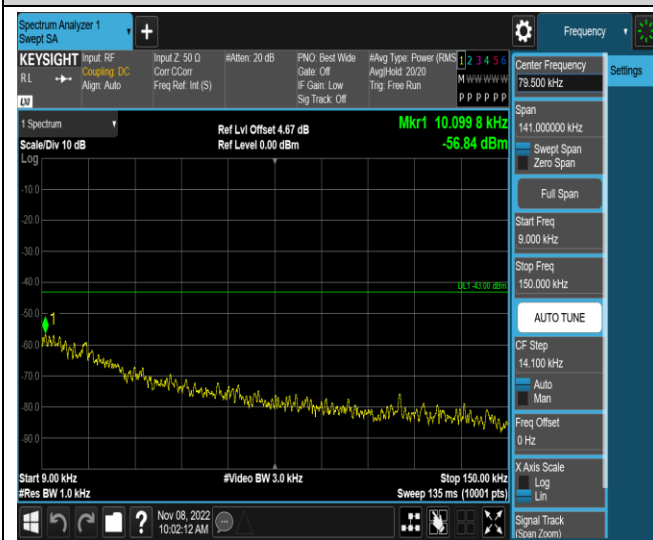 Spectrum Analyzer 1
Swept SA
+
Frequency
KEYSIGHT
RL
LXI
Input: RF
Coupling: DC
Align: Auto
Input Z: 50 Ω
Corr CCorr
Freq Ref: Int (S)
#Atten: 20 dB
PNO: Best Wide
Gate: Off
IF Gain: Low
Sig Track: Off
#Avg Type: Power (RMS
Avg|Hold: 20/20
Trig: Free Run
1 2 3 4 5 6
M W W W W W
P P P P P P
1 Spectrum
Scale/Div 10 dB
Ref Lvl Offset 4.67 dB
Ref Level 0.00 dBm
Mkr1 10.099 8 kHz
-56.84 dBm
Log
-10.0
-20.0
-30.0
-40.0
-50.0
-60.0
-70.0
-80.0
-90.0
DL1 -43.00 dBm
1
Start 9.00 kHz
#Res BW 1.0 kHz
#Video BW 3.0 kHz
Stop 150.00 kHz
Sweep 135 ms (10001 pts)
?
Nov 08, 2022
10:02:12 AM
Center Frequency
79.500 kHz
Settings
Span
141.000000 kHz
Swept Span
Zero Span
Full Span
Start Freq
9.000 kHz
Stop Freq
150.000 kHz
AUTO TUNE
CF Step
14.100 kHz
Auto
Man
Freq Offset
0 Hz
X Axis Scale
Log
Lin
Signal Track
(Span Zoom)